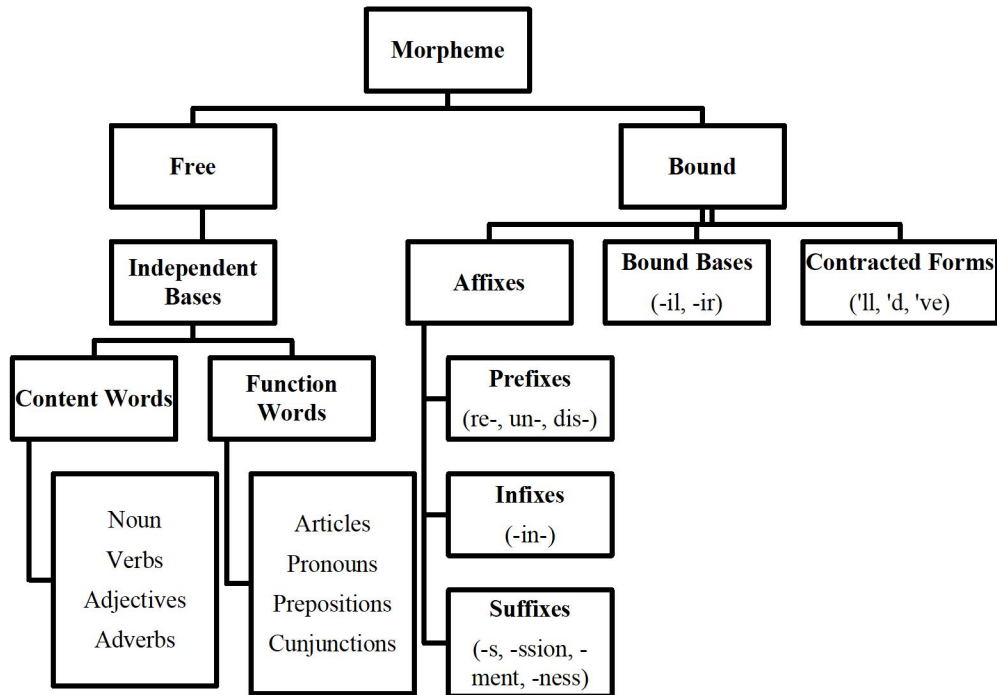 Morpheme
Free
Bound
Independent
Bases
Affixes
Bound Bases
(-il, -ir)
Contracted Forms
('ll, 'd, 've)
Content Words
Function
Words
Prefixes
(re-, un-, dis-)
Infixes
(-in-)
Suffixes
(-s, -ssion, -
ment, -ness)
Noun
Verbs
Adjectives
Adverbs
Articles
Pronouns
Prepositions
Cunjunctions